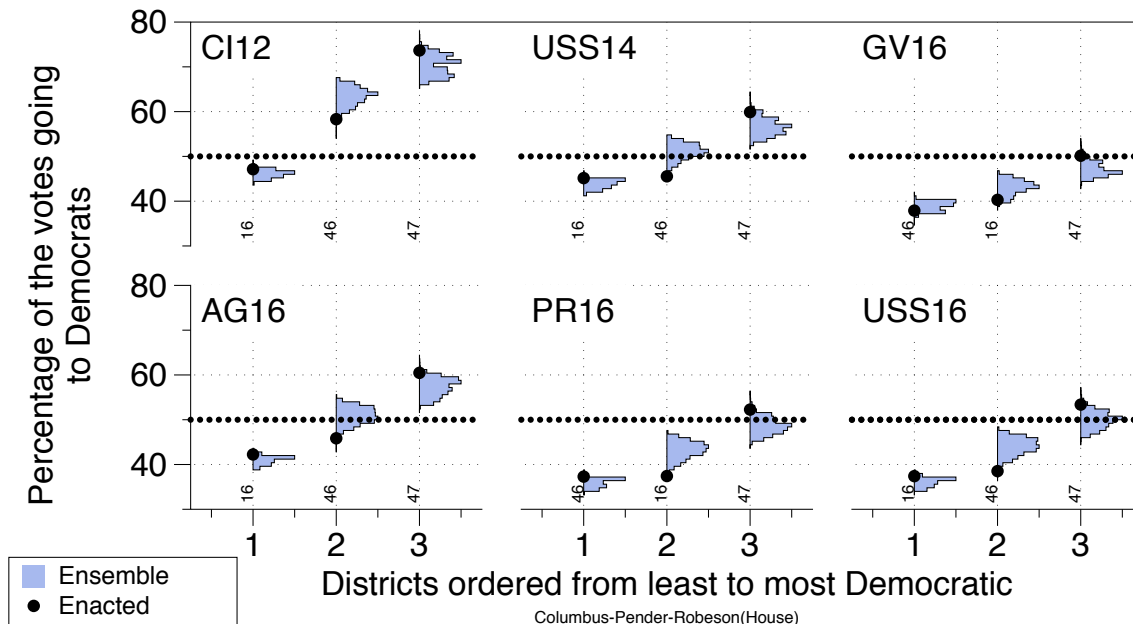 Percentage of the votes going
to Democrats
80
60
40
CI12
16
46
47
USS14
16
46
47
GV16
46
16
47
80
60
40
AG16
16
46
47
PR16
46
16
47
USS16
16
46
47
1 2 3 1 2 3 1 2 3
Districts ordered from least to most Democratic
Columbus-Pender-Robeson(House)
Ensemble
Enacted